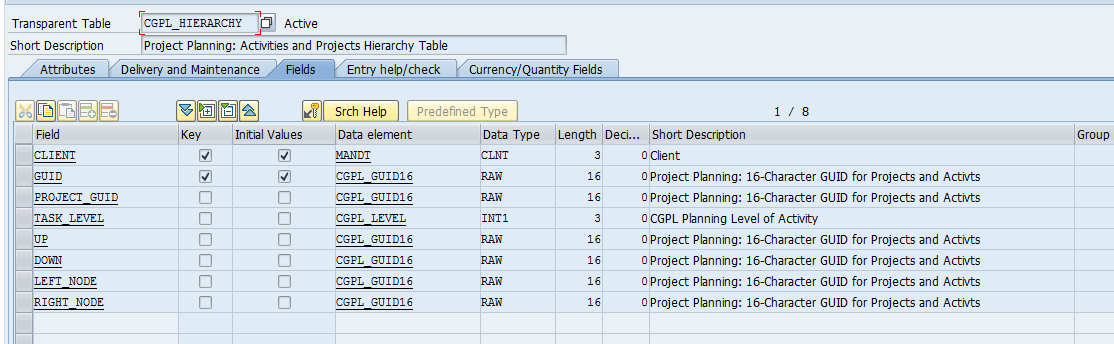 Transparent Table CGPL_HIERARCHY Active
Short Description Project Planning: Activities and Projects Hierarchy Table
Attributes Delivery and Maintenance Fields Entry help/check Currency/Quantity Fields
Srch Help Predefined Type 1 / 8
Field Key Initial Values Data element Data Type Length Deci... Short Description Group
CLIENT MANDT CLNT 3 0 Client
GUID CGPL_GUID16 RAW 16 0 Project Planning: 16-Character GUID for Projects and Activts
PROJECT_GUID CGPL_GUID16 RAW 16 0 Project Planning: 16-Character GUID for Projects and Activts
TASK_LEVEL CGPL_LEVEL INT1 3 0 CGPL Planning Level of Activity
UP CGPL_GUID16 RAW 16 0 Project Planning: 16-Character GUID for Projects and Activts
DOWN CGPL_GUID16 RAW 16 0 Project Planning: 16-Character GUID for Projects and Activts
LEFT_NODE CGPL_GUID16 RAW 16 0 Project Planning: 16-Character GUID for Projects and Activts
RIGHT_NODE CGPL_GUID16 RAW 16 0 Project Planning: 16-Character GUID for Projects and Activts